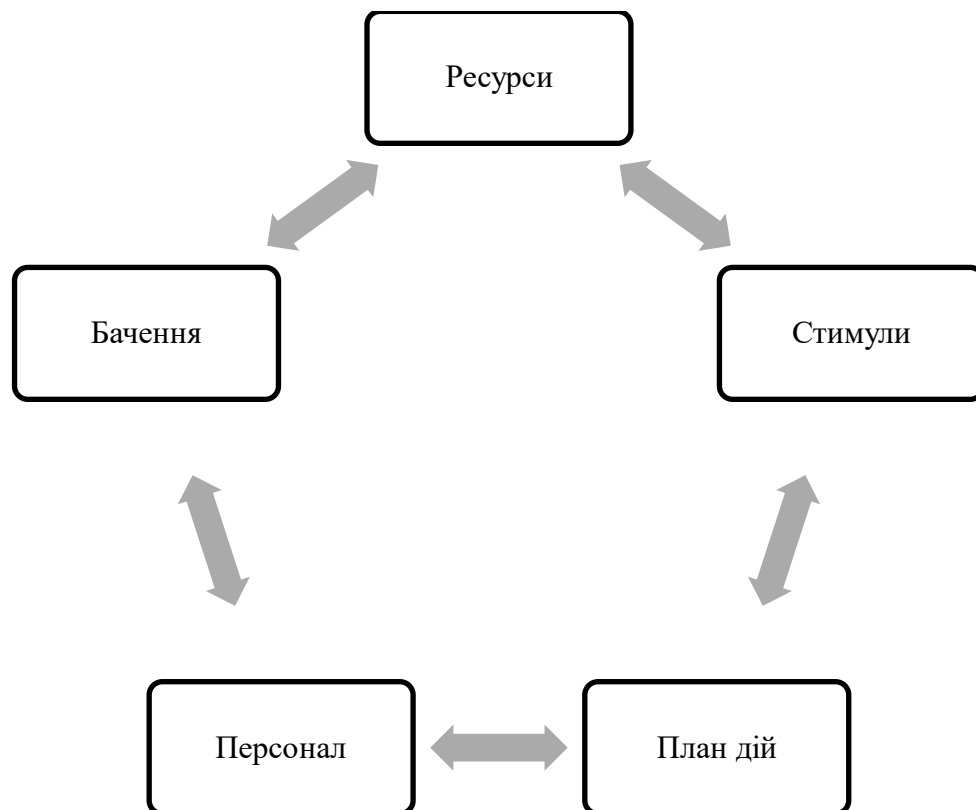 Ресурси
Бачення
Стимули
Персонал
План дій